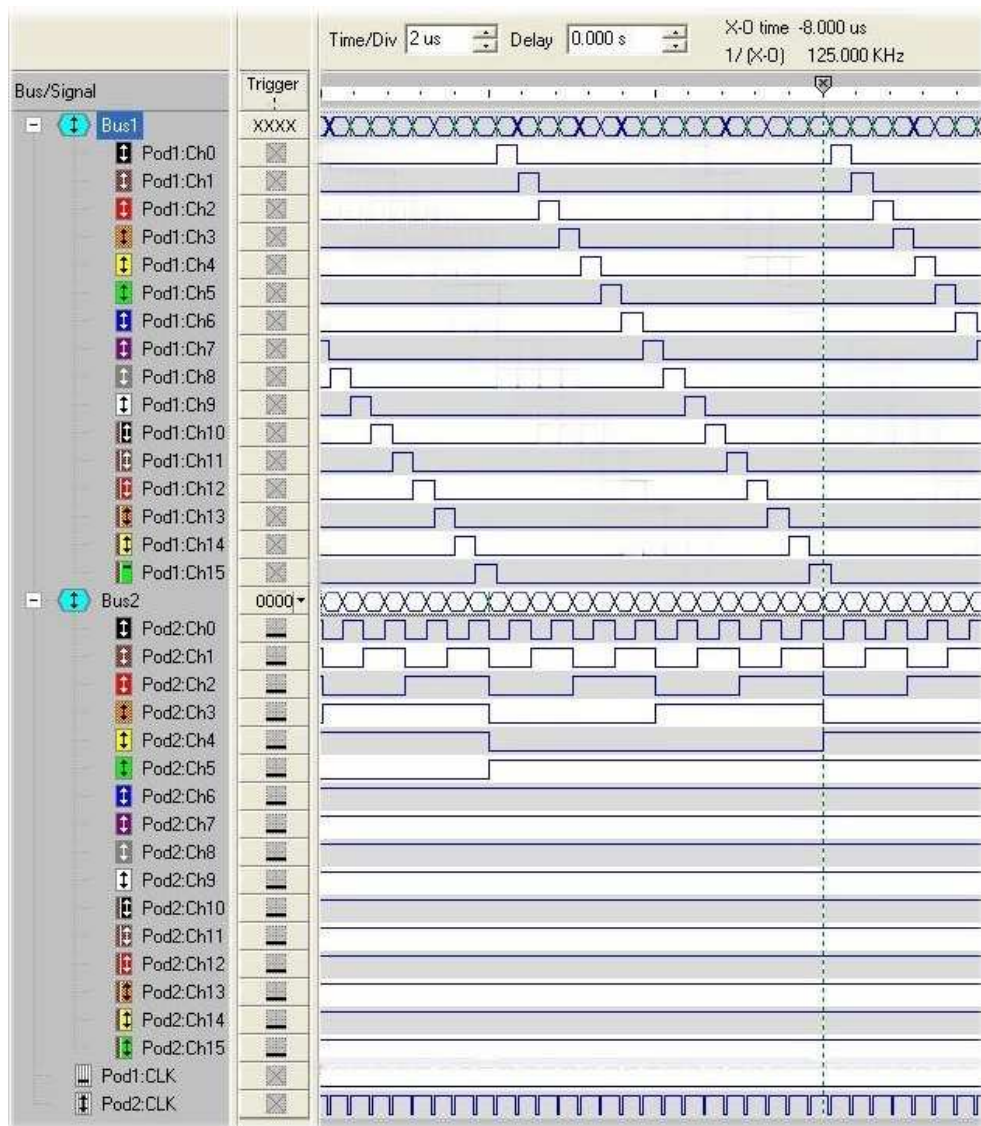 Time/Div 2 us Delay 0.000 s X-O time -8.000 us
1/ (X-O) 125.000 KHz
Bus/Signal Trigger
Bus1 XXXX
Pod1:Ch0
Pod1:Ch1
Pod1:Ch2
Pod1:Ch3
Pod1:Ch4
Pod1:Ch5
Pod1:Ch6
Pod1:Ch7
Pod1:Ch8
Pod1:Ch9
Pod1:Ch10
Pod1:Ch11
Pod1:Ch12
Pod1:Ch13
Pod1:Ch14
Pod1:Ch15
Bus2 0000
Pod2:Ch0
Pod2:Ch1
Pod2:Ch2
Pod2:Ch3
Pod2:Ch4
Pod2:Ch5
Pod2:Ch6
Pod2:Ch7
Pod2:Ch8
Pod2:Ch9
Pod2:Ch10
Pod2:Ch11
Pod2:Ch12
Pod2:Ch13
Pod2:Ch14
Pod2:Ch15
Pod1:CLK
Pod2:CLK